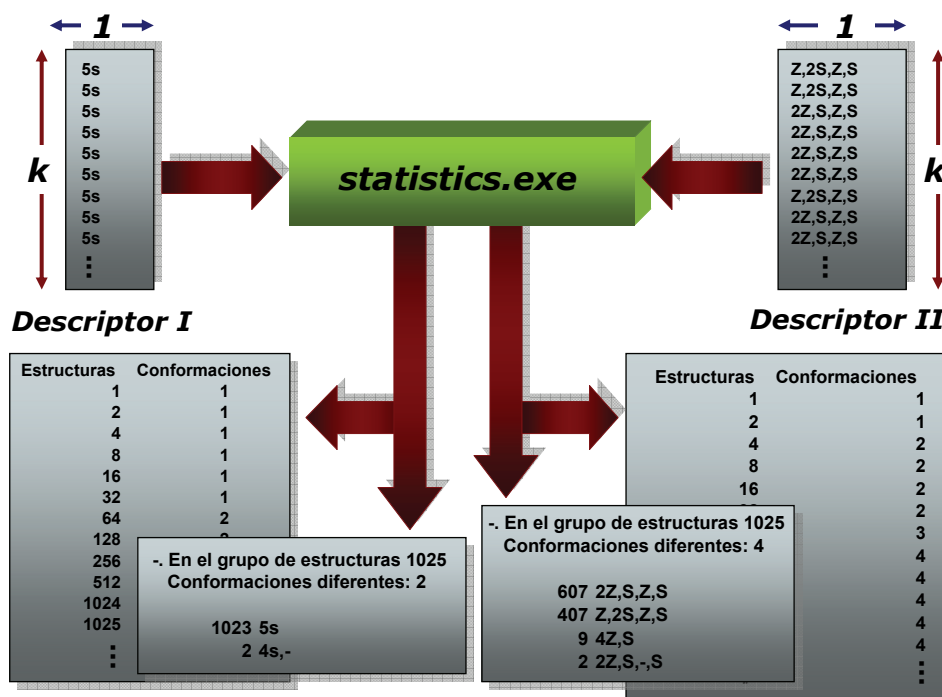 1
k
5s
5s
5s
5s
5s
5s
5s
5s
5s
⋮
Descriptor I
statistics.exe
1
k
Z,2S,Z,S
Z,2S,Z,S
2Z,S,Z,S
2Z,S,Z,S
2Z,S,Z,S
2Z,S,Z,S
Z,2S,Z,S
2Z,S,Z,S
2Z,S,Z,S
⋮
Descriptor II
Estructuras Conformaciones
1 1
2 1
4 1
8 1
16 1
32 1
64 2
128
256
512
1024
1025
⋮
-. En el grupo de estructuras 1025
Conformaciones diferentes: 2
1023 5s
2 4s,-
-. En el grupo de estructuras 1025
Conformaciones diferentes: 4
607 2Z,S,Z,S
407 Z,2S,Z,S
9 4Z,S
2 2Z,S,-,S
Estructuras Conformaciones
1 1
2 1
4 2
8 2
16 2
2
3
4
4
4
4
4
⋮